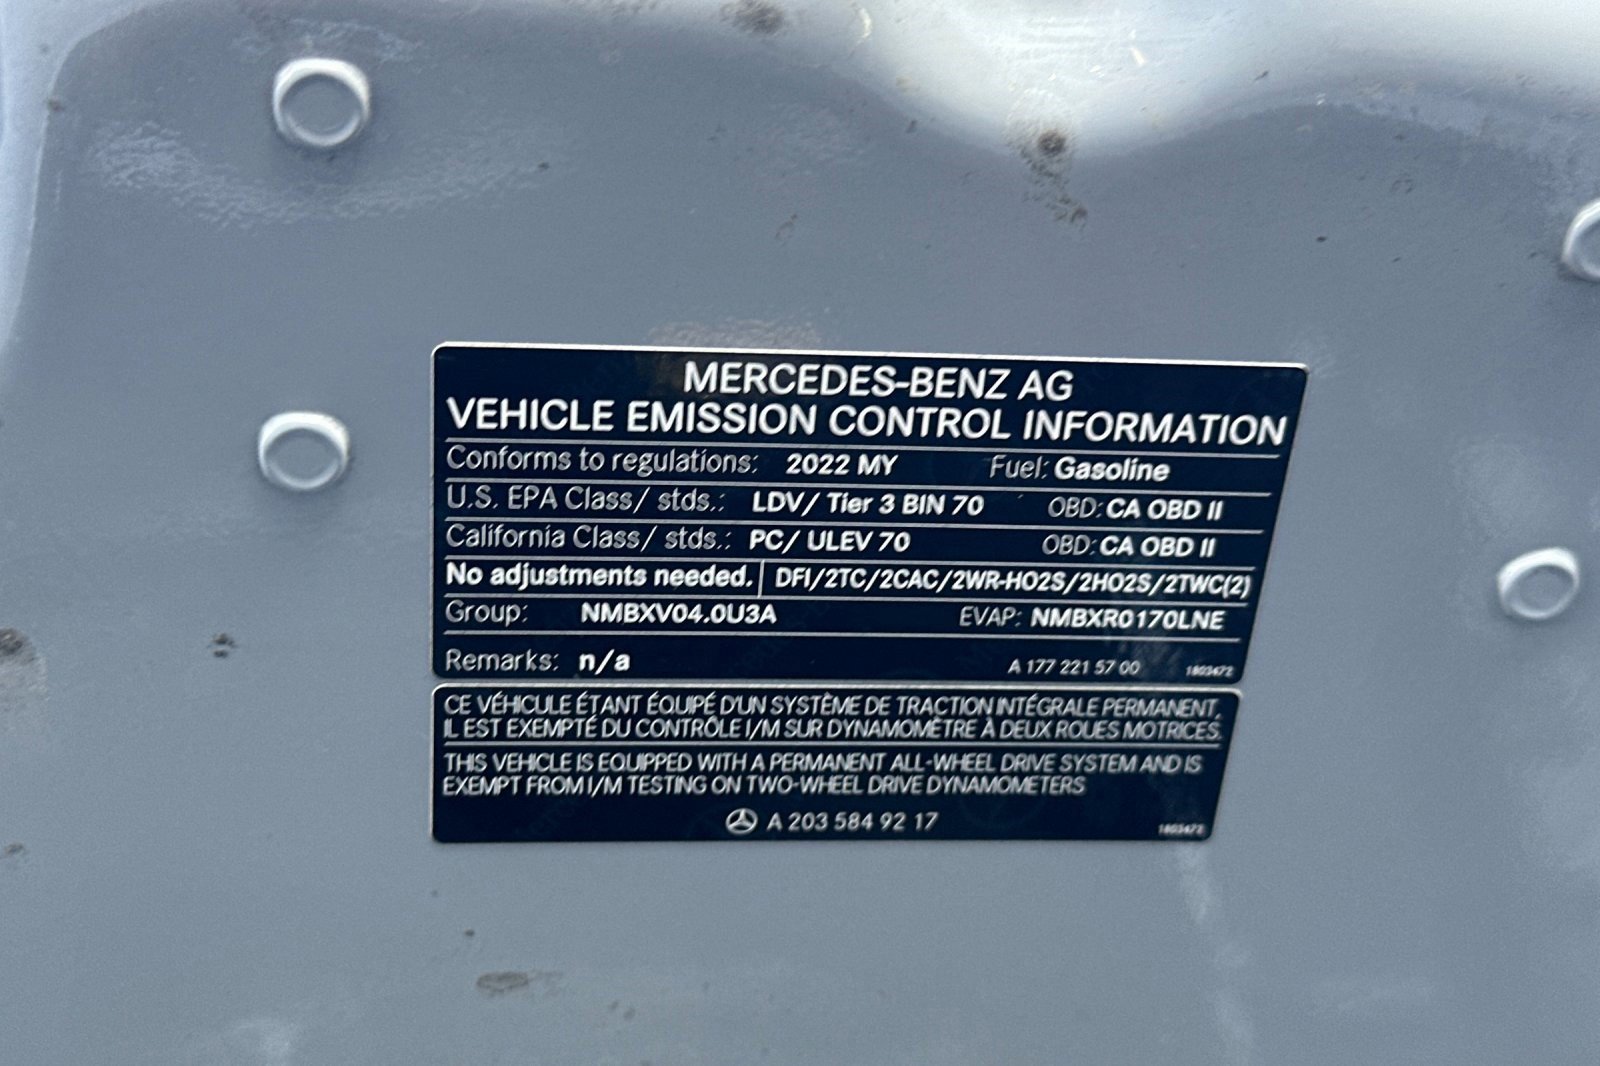 MERCEDES-BENZ AG
VEHICLE EMISSION CONTROL INFORMATION
Conforms to regulations: 2022 MY Fuel: Gasoline
U.S. EPA Class/ stds.: LDV/ Tier 3 BIN 70 OBD: CA OBD II
California Class/ stds.: PC/ ULEV 70 OBD: CA OBD II
No adjustments needed. DFI/2TC/2CAC/2WR-HO2S/2HO2S/2TWC(2)
Group: NMBXV04.0U3A EVAP: NMBXR0170LNE
Remarks: n/a A 177 221 57 00 1803472
CE VÉHICULE ÉTANT ÉQUIPÉ D'UN SYSTÈME DE TRACTION INTÉGRALE PERMANENT,
IL EST EXEMPTÉ DU CONTRÔLE I/M SUR DYNAMOMÈTRE À DEUX ROUES MOTRICES.
THIS VEHICLE IS EQUIPPED WITH A PERMANENT ALL-WHEEL DRIVE SYSTEM AND IS
EXEMPT FROM I/M TESTING ON TWO-WHEEL DRIVE DYNAMOMETERS
A 203 584 92 17 1803472